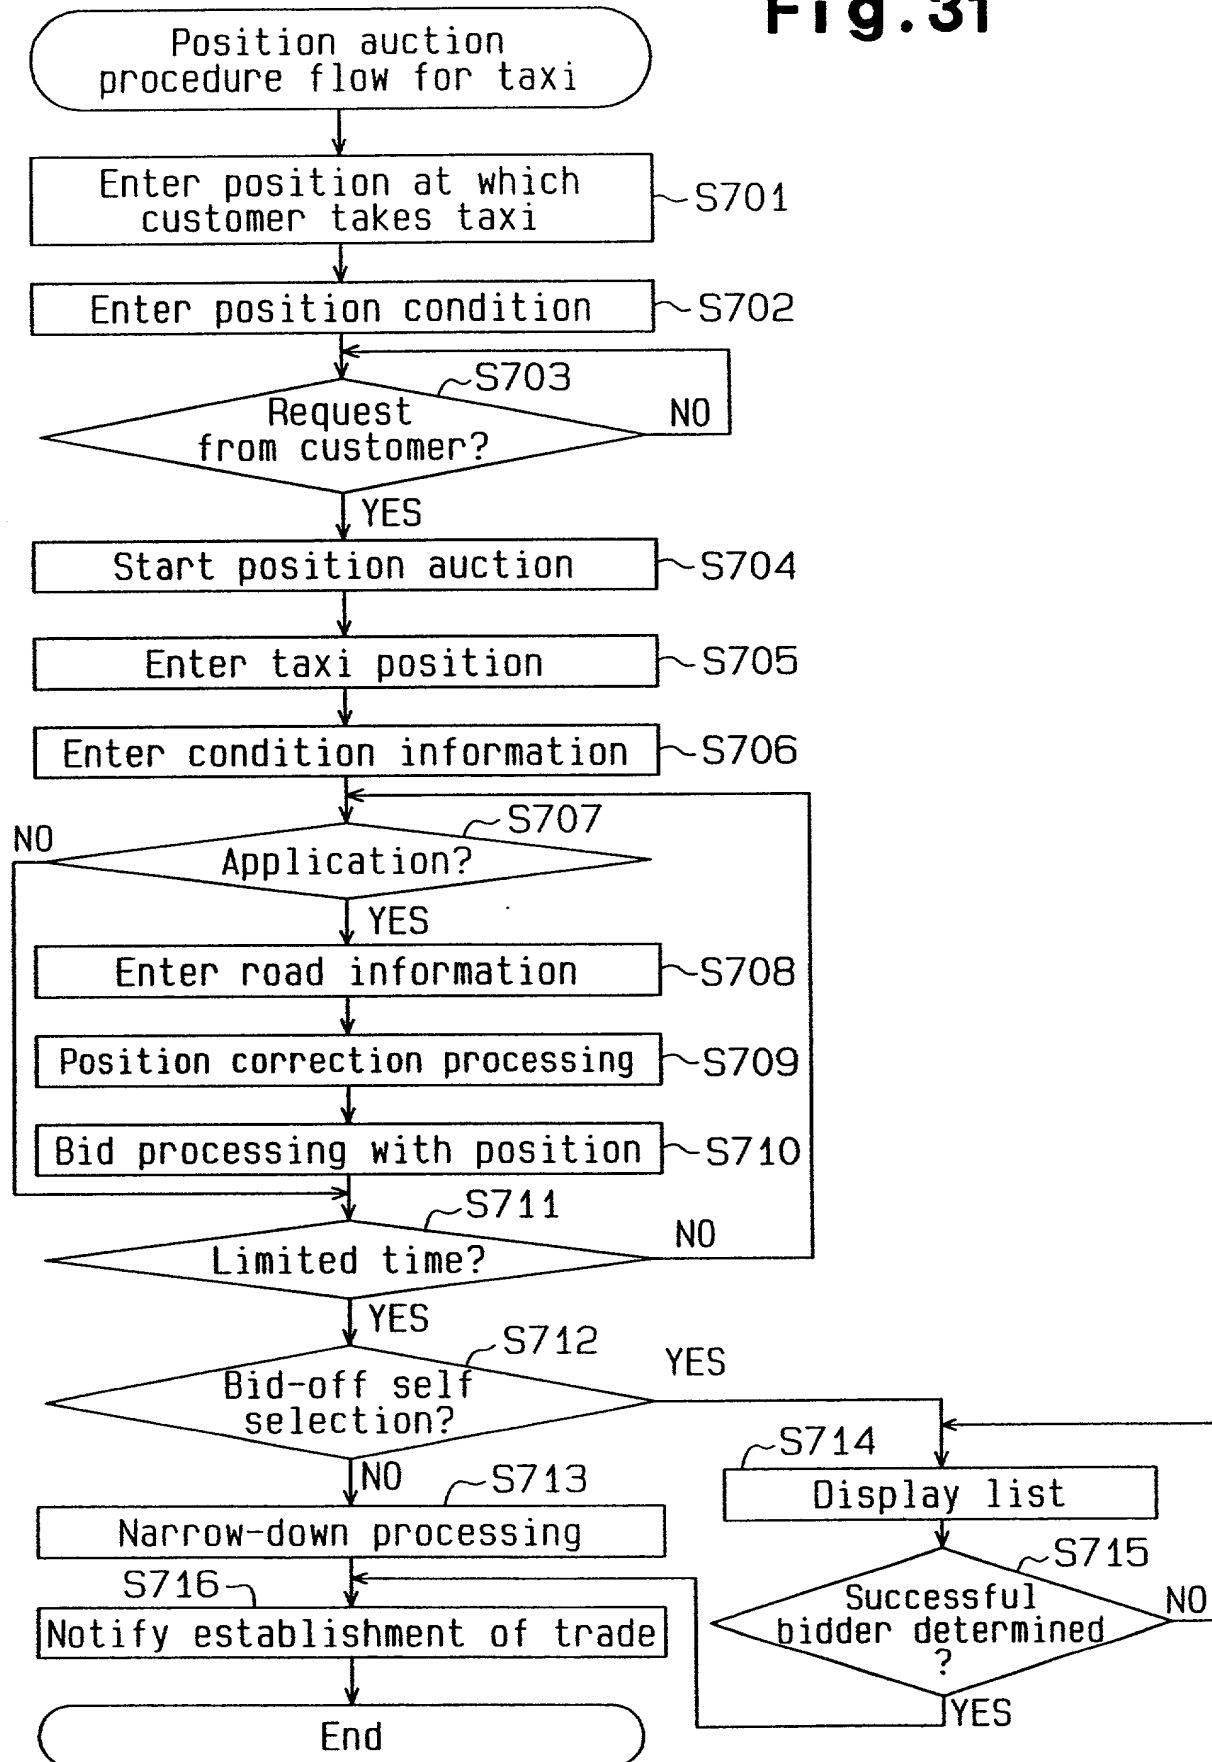 Fig.31
Position auction
procedure flow for taxi
Enter position at which
customer takes taxi
S701
Enter position condition
S702
S703
Request
from customer?
NO
YES
Start position auction
S704
Enter taxi position
S705
Enter condition information
S706
S707
NO
Application?
YES
Enter road information
S708
Position correction processing
S709
Bid processing with position
S710
S711
Limited time?
NO
YES
S712
Bid-off self
selection?
YES
NO
S713
Narrow-down processing
S714
Display list
S715
Successful
bidder determined
?
NO
YES
S716
Notify establishment of trade
End